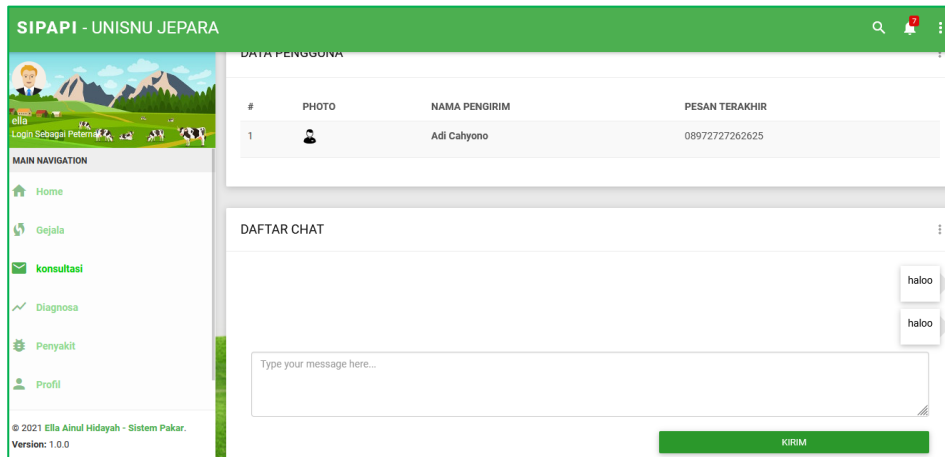 SIPAPI - UNISNU JEPARA
7
ella
Login Sebagai Peternak
MAIN NAVIGATION
Home
Gejala
konsultasi
Diagnosa
Penyakit
Profil
© 2021 Ella Ainul Hidayah - Sistem Pakar.
Version: 1.0.0
DATA PENGGUNA
# PHOTO NAMA PENGIRIM PESAN TERAKHIR
1 Adi Cahyono 08972727262625
DAFTAR CHAT
haloo
haloo
Type your message here...
KIRIM